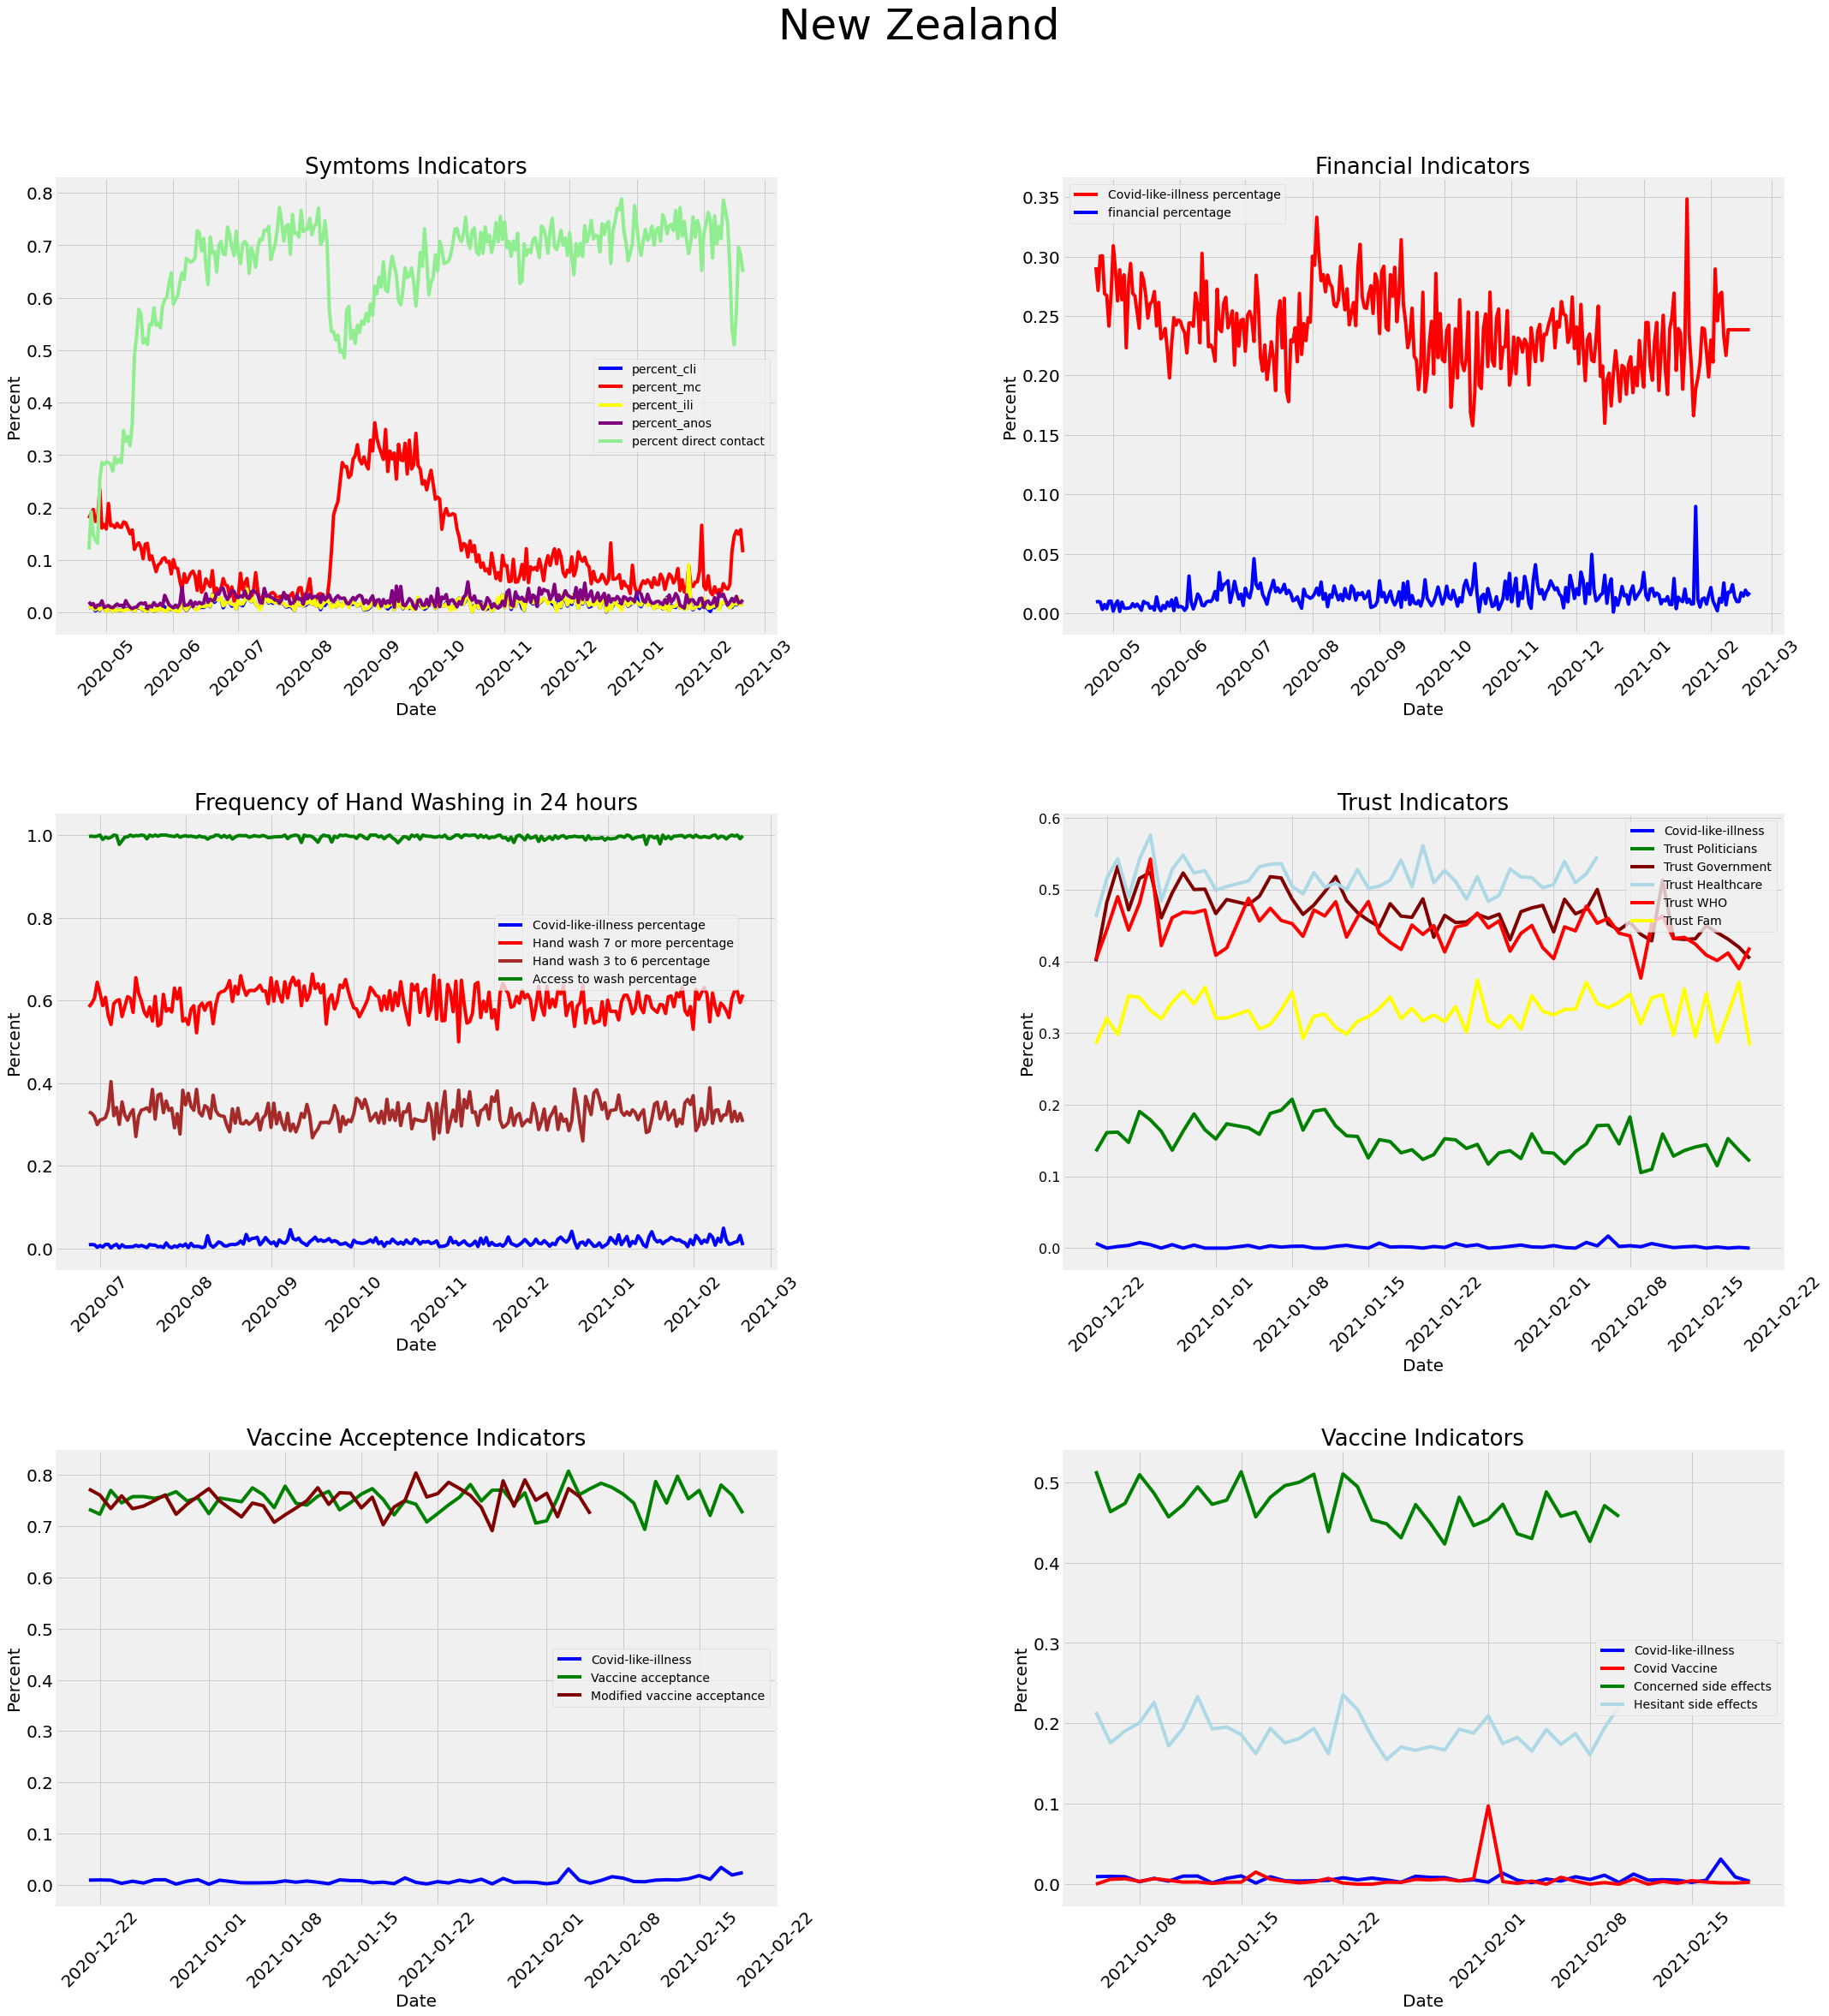 New Zealand
Symtoms Indicators
Percent
0.8
0.7
0.6
0.5
0.4
0.3
0.2
0.1
0.0
percent_cli
percent_mc
percent_ili
percent_anos
percent direct contact
2020-05
2020-06
2020-07
2020-08
2020-09
2020-10
2020-11
2020-12
2021-01
2021-02
2021-03
Date
Financial Indicators
Percent
0.35
0.30
0.25
0.20
0.15
0.10
0.05
0.00
Covid-like-illness percentage
financial percentage
2020-05
2020-06
2020-07
2020-08
2020-09
2020-10
2020-11
2020-12
2021-01
2021-02
2021-03
Date
Frequency of Hand Washing in 24 hours
Percent
1.0
0.8
0.6
0.4
0.2
0.0
Covid-like-illness percentage
Hand wash 7 or more percentage
Hand wash 3 to 6 percentage
Access to wash percentage
2020-07
2020-08
2020-09
2020-10
2020-11
2020-12
2021-01
2021-02
2021-03
Date
Trust Indicators
Percent
0.6
0.5
0.4
0.3
0.2
0.1
0.0
Covid-like-illness
Trust Politicians
Trust Government
Trust Healthcare
Trust WHO
Trust Fam
2020-12-22
2021-01-01
2021-01-08
2021-01-15
2021-01-22
2021-02-01
2021-02-08
2021-02-15
2021-02-22
Date
Vaccine Acceptence Indicators
Percent
0.8
0.7
0.6
0.5
0.4
0.3
0.2
0.1
0.0
Covid-like-illness
Vaccine acceptance
Modified vaccine acceptance
2020-12-22
2021-01-01
2021-01-08
2021-01-15
2021-01-22
2021-02-01
2021-02-08
2021-02-15
2021-02-22
Date
Vaccine Indicators
Percent
0.5
0.4
0.3
0.2
0.1
0.0
Covid-like-illness
Covid Vaccine
Concerned side effects
Hesitant side effects
2021-01-08
2021-01-15
2021-01-22
2021-02-01
2021-02-08
2021-02-15
Date